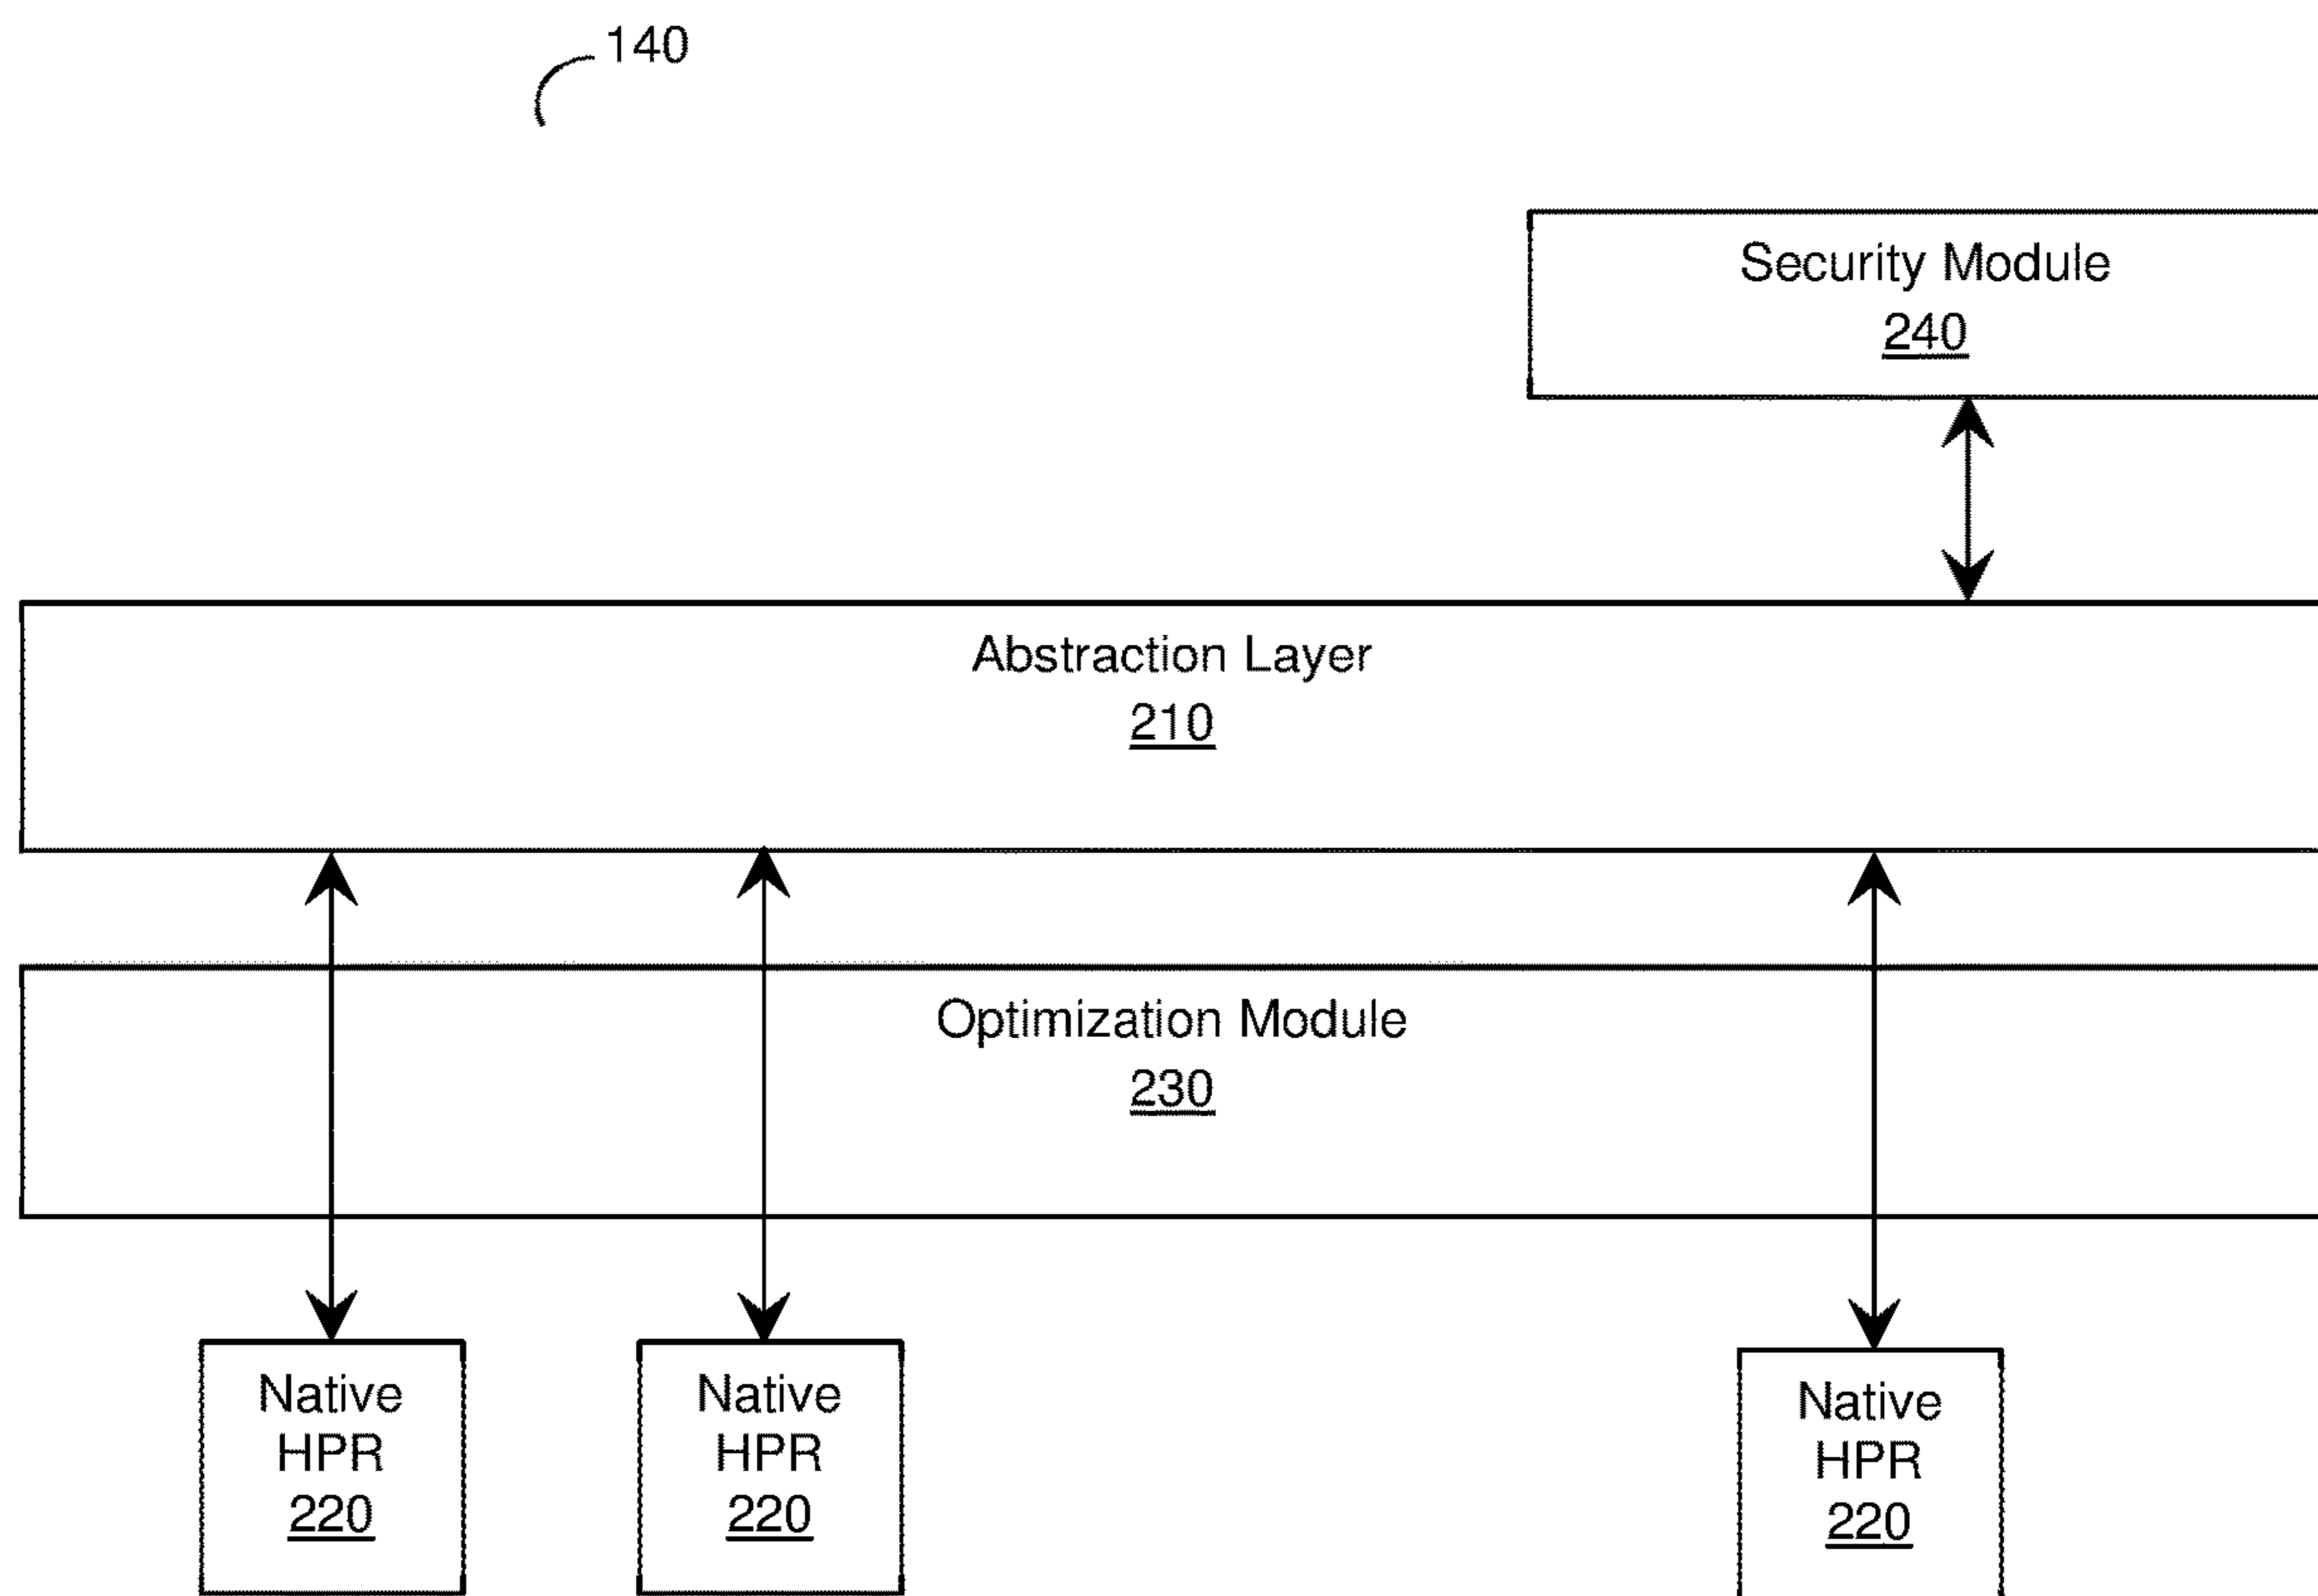 140
Security Module
240
Abstraction Layer
210
Optimization Module
230
Native
HPR
220
Native
HPR
220
Native
HPR
220